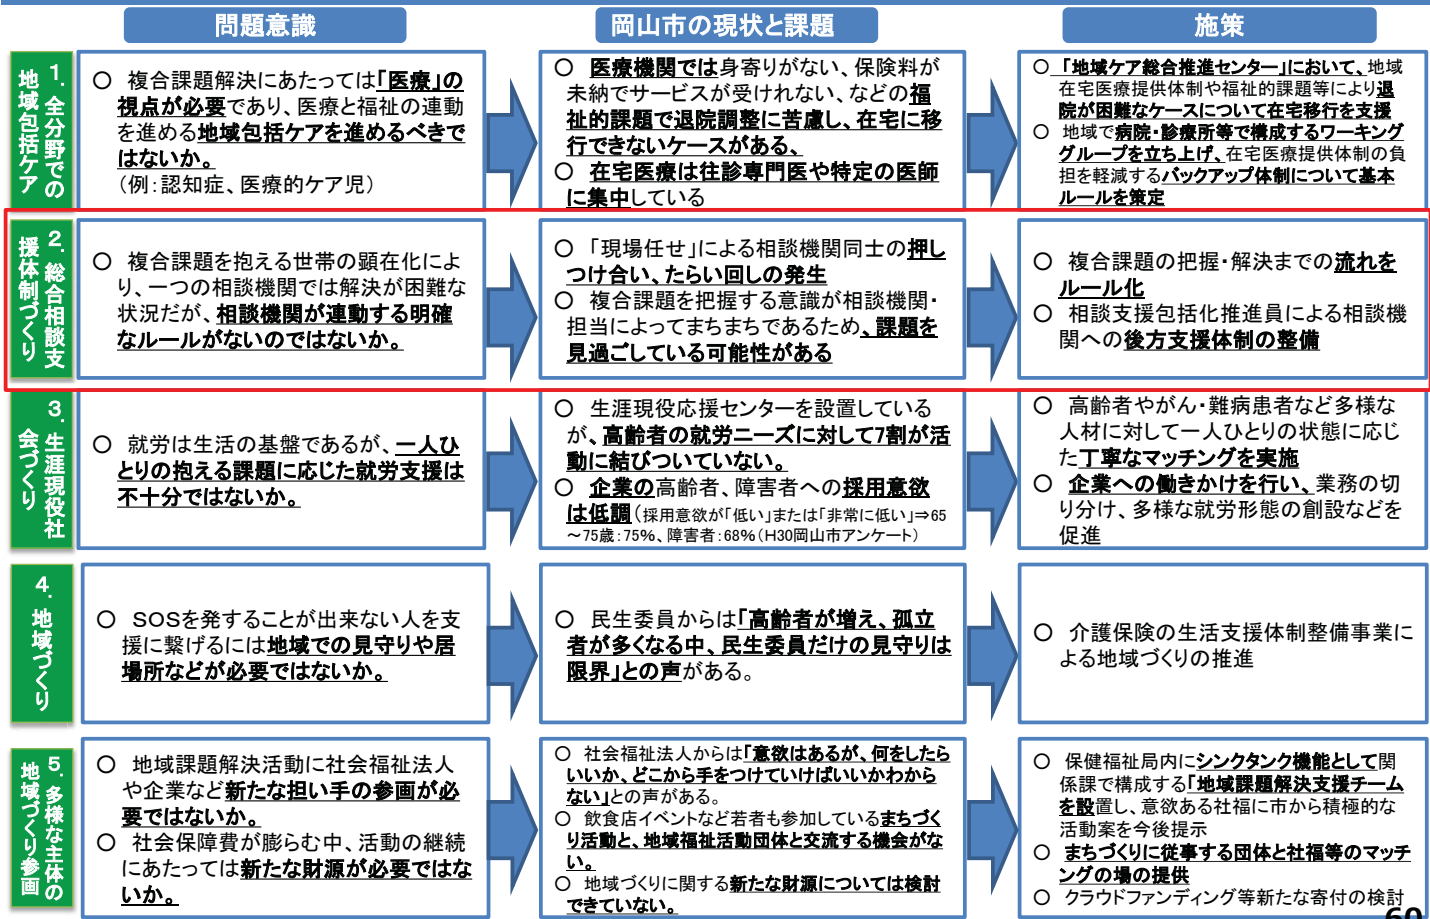 問題意識
岡山市の現状と課題
施策
1.全分野での
地域包括ケア
○ 複合課題解決にあたっては「医療」の
視点が必要であり、医療と福祉の連動
を進める地域包括ケアを進めるべきで
はないか。
（例：認知症、医療的ケア児）
○ 医療機関では身寄りがない、保険料が
未納でサービスが受けれない、などの福
祉的課題で退院調整に苦慮し、在宅に移
行できないケースがある、
○ 在宅医療は往診専門医や特定の医師
に集中している
○ 「地域ケア総合推進センター」において、地域
在宅医療提供体制や福祉的課題等により退
院が困難なケースについて在宅移行を支援
○ 地域で病院・診療所等で構成するワーキング
グループを立ち上げ、在宅医療提供体制の負
担を軽減するバックアップ体制について基本
ルールを策定
2.総合相談支
援体制づくり
○ 複合課題を抱える世帯の顕在化によ
り、一つの相談機関では解決が困難な
状況だが、相談機関が連動する明確
なルールがないのではないか。
○ 「現場任せ」による相談機関同士の押し
つけ合い、たらい回しの発生
○ 複合課題を把握する意識が相談機関・
担当によってまちまちであるため、課題を
見過ごしている可能性がある
○ 複合課題の把握・解決までの流れを
ルール化
○ 相談支援包括化推進員による相談機
関への後方支援体制の整備
3.生涯現役社
会づくり
○ 就労は生活の基盤であるが、一人ひ
とりの抱える課題に応じた就労支援は
不十分ではないか。
○ 生涯現役応援センターを設置している
が、高齢者の就労ニーズに対して7割が活
動に結びついていない。
○ 企業の高齢者、障害者への採用意欲
は低調（採用意欲が「低い」または「非常に低い」⇒65
～75歳：75％、障害者：68％（H30岡山市アンケート）
○ 高齢者やがん・難病患者など多様な
人材に対して一人ひとりの状態に応じ
た丁寧なマッチングを実施
○ 企業への働きかけを行い、業務の切
り分け、多様な就労形態の創設などを
促進
4.地域づくり
○ SOSを発することが出来ない人を支
援に繋げるには地域での見守りや居
場所などが必要ではないか。
○ 民生委員からは「高齢者が増え、孤立
者が多くなる中、民生委員だけの見守りは
限界」との声がある。
○ 介護保険の生活支援体制整備事業に
よる地域づくりの推進
5.多様な主体の
地域づくり参画
○ 地域課題解決活動に社会福祉法人
や企業など新たな担い手の参画が必
要ではないか。
○ 社会保障費が膨らむ中、活動の継続
にあたっては新たな財源が必要ではな
いか。
○ 社会福祉法人からは「意欲はあるが、何をしたら
いいか、どこから手をつけていけばいいかわから
ない」との声がある。
○ 飲食店イベントなど若者も参加しているまちづく
り活動と、地域福祉活動団体と交流する機会がな
い。
○ 地域づくりに関する新たな財源については検討
できていない。
○ 保健福祉局内にシンクタンク機能として関
係課で構成する「地域課題解決支援チーム
を設置し、意欲ある社福に市から積極的な
活動案を今後提示
○ まちづくりに従事する団体と社福等のマッチ
ングの場の提供
○ クラウドファンディング等新たな寄付の検討
60